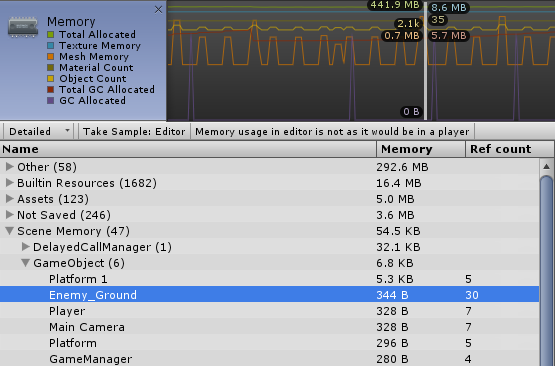 Memory
Total Allocated
Texture Memory
Mesh Memory
Material Count
Object Count
Total GC Allocated
GC Allocated
441.9 MB
8.6 MB
2.1k
35
0.7 MB
5.7 MB
0 B
Detailed Take Sample: Editor Memory usage in editor is not as it would be in a player
Name Memory Ref count
Other (58) 292.6 MB
Builtin Resources (1682) 16.4 MB
Assets (123) 5.0 MB
Not Saved (246) 3.6 MB
Scene Memory (47) 54.5 KB
DelayedCallManager (1) 32.1 KB
GameObject (6) 6.8 KB
Platform 1 5.3 KB 5
Enemy_Ground 344 B 30
Player 328 B 7
Main Camera 328 B 7
Platform 296 B 5
GameManager 280 B 4